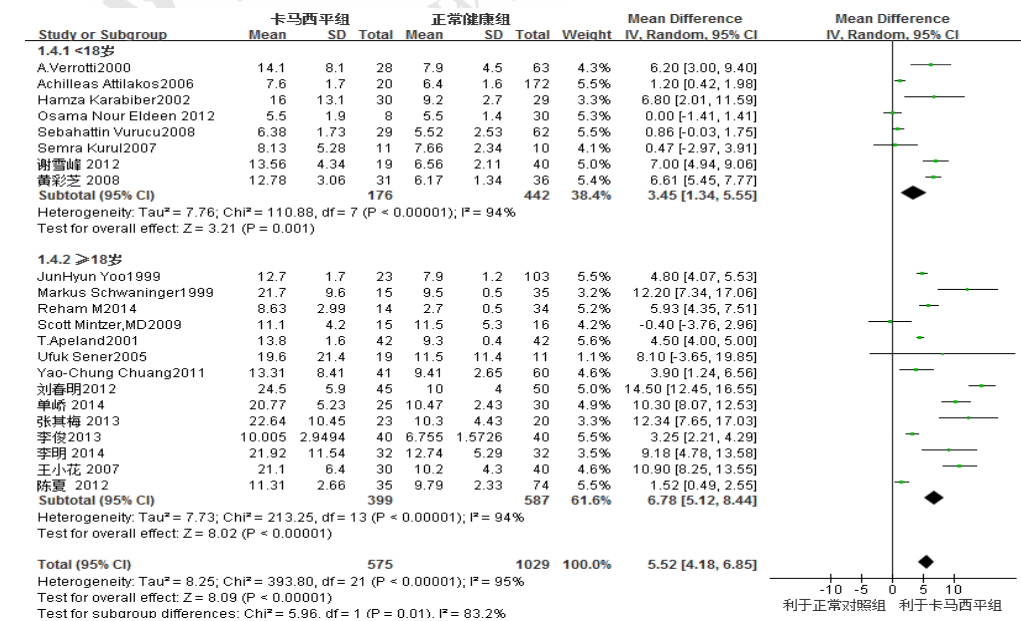 卡马西平组 正常健康组 Mean Difference Mean Difference
Study or Subgroup Mean SD Total Mean SD Total Weight IV, Random, 95% CI IV, Random, 95% CI
1.4.1 <18岁
A.Verrotti2000 14.1 8.1 28 7.9 4.5 63 4.3% 6.20 [3.00, 9.40]
Achilleas Attilakos2006 7.6 1.7 20 6.4 1.6 172 5.5% 1.20 [0.42, 1.98]
Hamza Karabiber2002 16 13.1 30 9.2 2.7 29 3.3% 6.80 [2.01, 11.59]
Osama Nour Eldeen 2012 5.5 1.9 8 5.5 1.4 30 5.3% 0.00 [-1.41, 1.41]
Sebahattin Vurucu2008 6.38 1.73 29 5.52 2.53 62 5.5% 0.86 [-0.03, 1.75]
Semra Kurul2007 8.13 5.28 11 7.66 2.34 10 4.2% 0.47 [-2.97, 3.91]
谢雪峰 2012 13.56 4.34 19 6.56 2.11 40 5.0% 7.00 [4.94, 9.06]
黄彩芝 2008 12.78 3.06 31 6.17 1.34 36 5.4% 6.61 [5.45, 7.77]
Subtotal (95% CI) 176 442 38.4% 3.45 [1.34, 5.55]
Heterogeneity: Tau² = 7.76; Chi² = 110.88, df = 7 (P < 0.00001); I² = 94%
Test for overall effect: Z = 3.21 (P = 0.001)
1.4.2 ≥18岁
JunHyun Yoo1999 12.7 1.7 23 7.9 1.2 103 5.5% 4.80 [4.07, 5.53]
Markus Schwaninger1999 21.7 9.6 15 9.5 0.5 35 3.2% 12.20 [7.34, 17.06]
Reham M2014 8.63 2.99 14 2.7 0.5 34 5.3% 5.93 [4.35, 7.51]
Scott Mintzer,MD2009 11.1 4.2 15 11.5 5.3 16 4.2% -0.40 [-3.76, 2.96]
T.Apeland2001 13.8 1.6 42 9.3 0.4 42 5.6% 4.50 [4.00, 5.00]
Ufuk Sener2005 19.6 21.4 19 11.5 11.4 11 1.1% 8.10 [-3.65, 19.85]
Yao-Chung Chuang2011 13.31 8.41 41 9.41 2.65 60 4.7% 3.90 [1.24, 6.56]
刘春明2012 24.5 5.9 45 10 4 50 5.0% 14.50 [12.45, 16.55]
单峤 2014 20.77 5.23 25 10.47 2.43 30 4.9% 10.30 [8.07, 12.53]
张其梅 2013 22.64 10.45 23 10.3 4.43 20 3.3% 12.34 [7.65, 17.03]
李俊2013 10.005 2.9494 40 6.755 1.5726 40 5.5% 3.25 [2.21, 4.29]
李明 2014 21.92 11.54 32 12.74 5.29 32 3.5% 9.18 [4.78, 13.58]
王小花 2007 21.1 6.4 30 10.2 4.3 40 4.7% 10.90 [8.25, 13.55]
陈夏 2012 11.31 2.66 35 9.79 2.33 74 5.5% 1.52 [0.49, 2.55]
Subtotal (95% CI) 399 587 61.6% 6.78 [5.12, 8.44]
Heterogeneity: Tau² = 7.73; Chi² = 213.25, df = 13 (P < 0.00001); I² = 94%
Test for overall effect: Z = 8.02 (P < 0.00001)
Total (95% CI) 575 1029 100.0% 5.52 [4.18, 6.85]
Heterogeneity: Tau² = 8.25; Chi² = 393.80, df = 21 (P < 0.00001); I² = 95%
Test for overall effect: Z = 8.09 (P < 0.00001)
Test for subgroup differences: Chi² = 5.96, df = 1 (P = 0.01), I² = 83.2%
-10 -5 0 5 10
利于正常对照组 利于卡马西平组